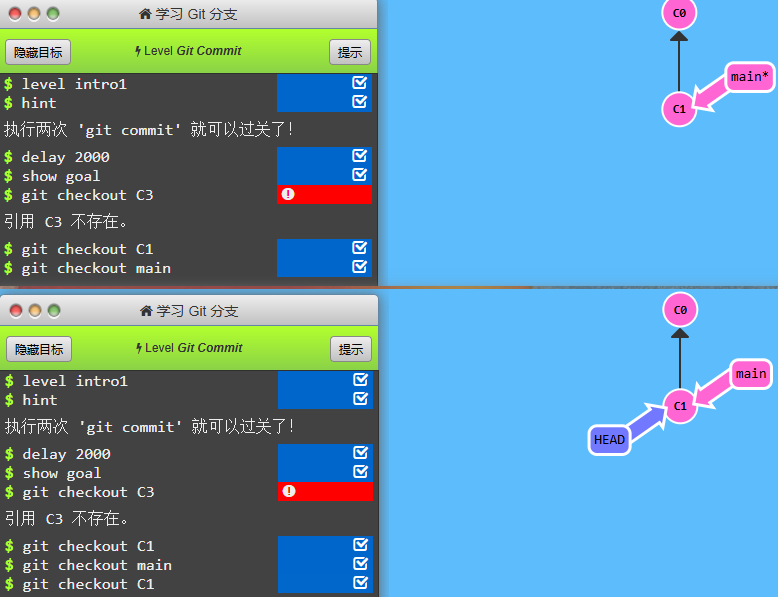 学习 Git 分支
隐藏目标
Level Git Commit
提示
$ level intro1
$ hint
执行两次 'git commit' 就可以过关了!
$ delay 2000
$ show goal
$ git checkout C3
引用 C3 不存在。
$ git checkout C1
$ git checkout main
C0
main*
C1
学习 Git 分支
隐藏目标
Level Git Commit
提示
$ level intro1
$ hint
执行两次 'git commit' 就可以过关了!
$ delay 2000
$ show goal
$ git checkout C3
引用 C3 不存在。
$ git checkout C1
$ git checkout main
$ git checkout C1
C0
main
C1
HEAD